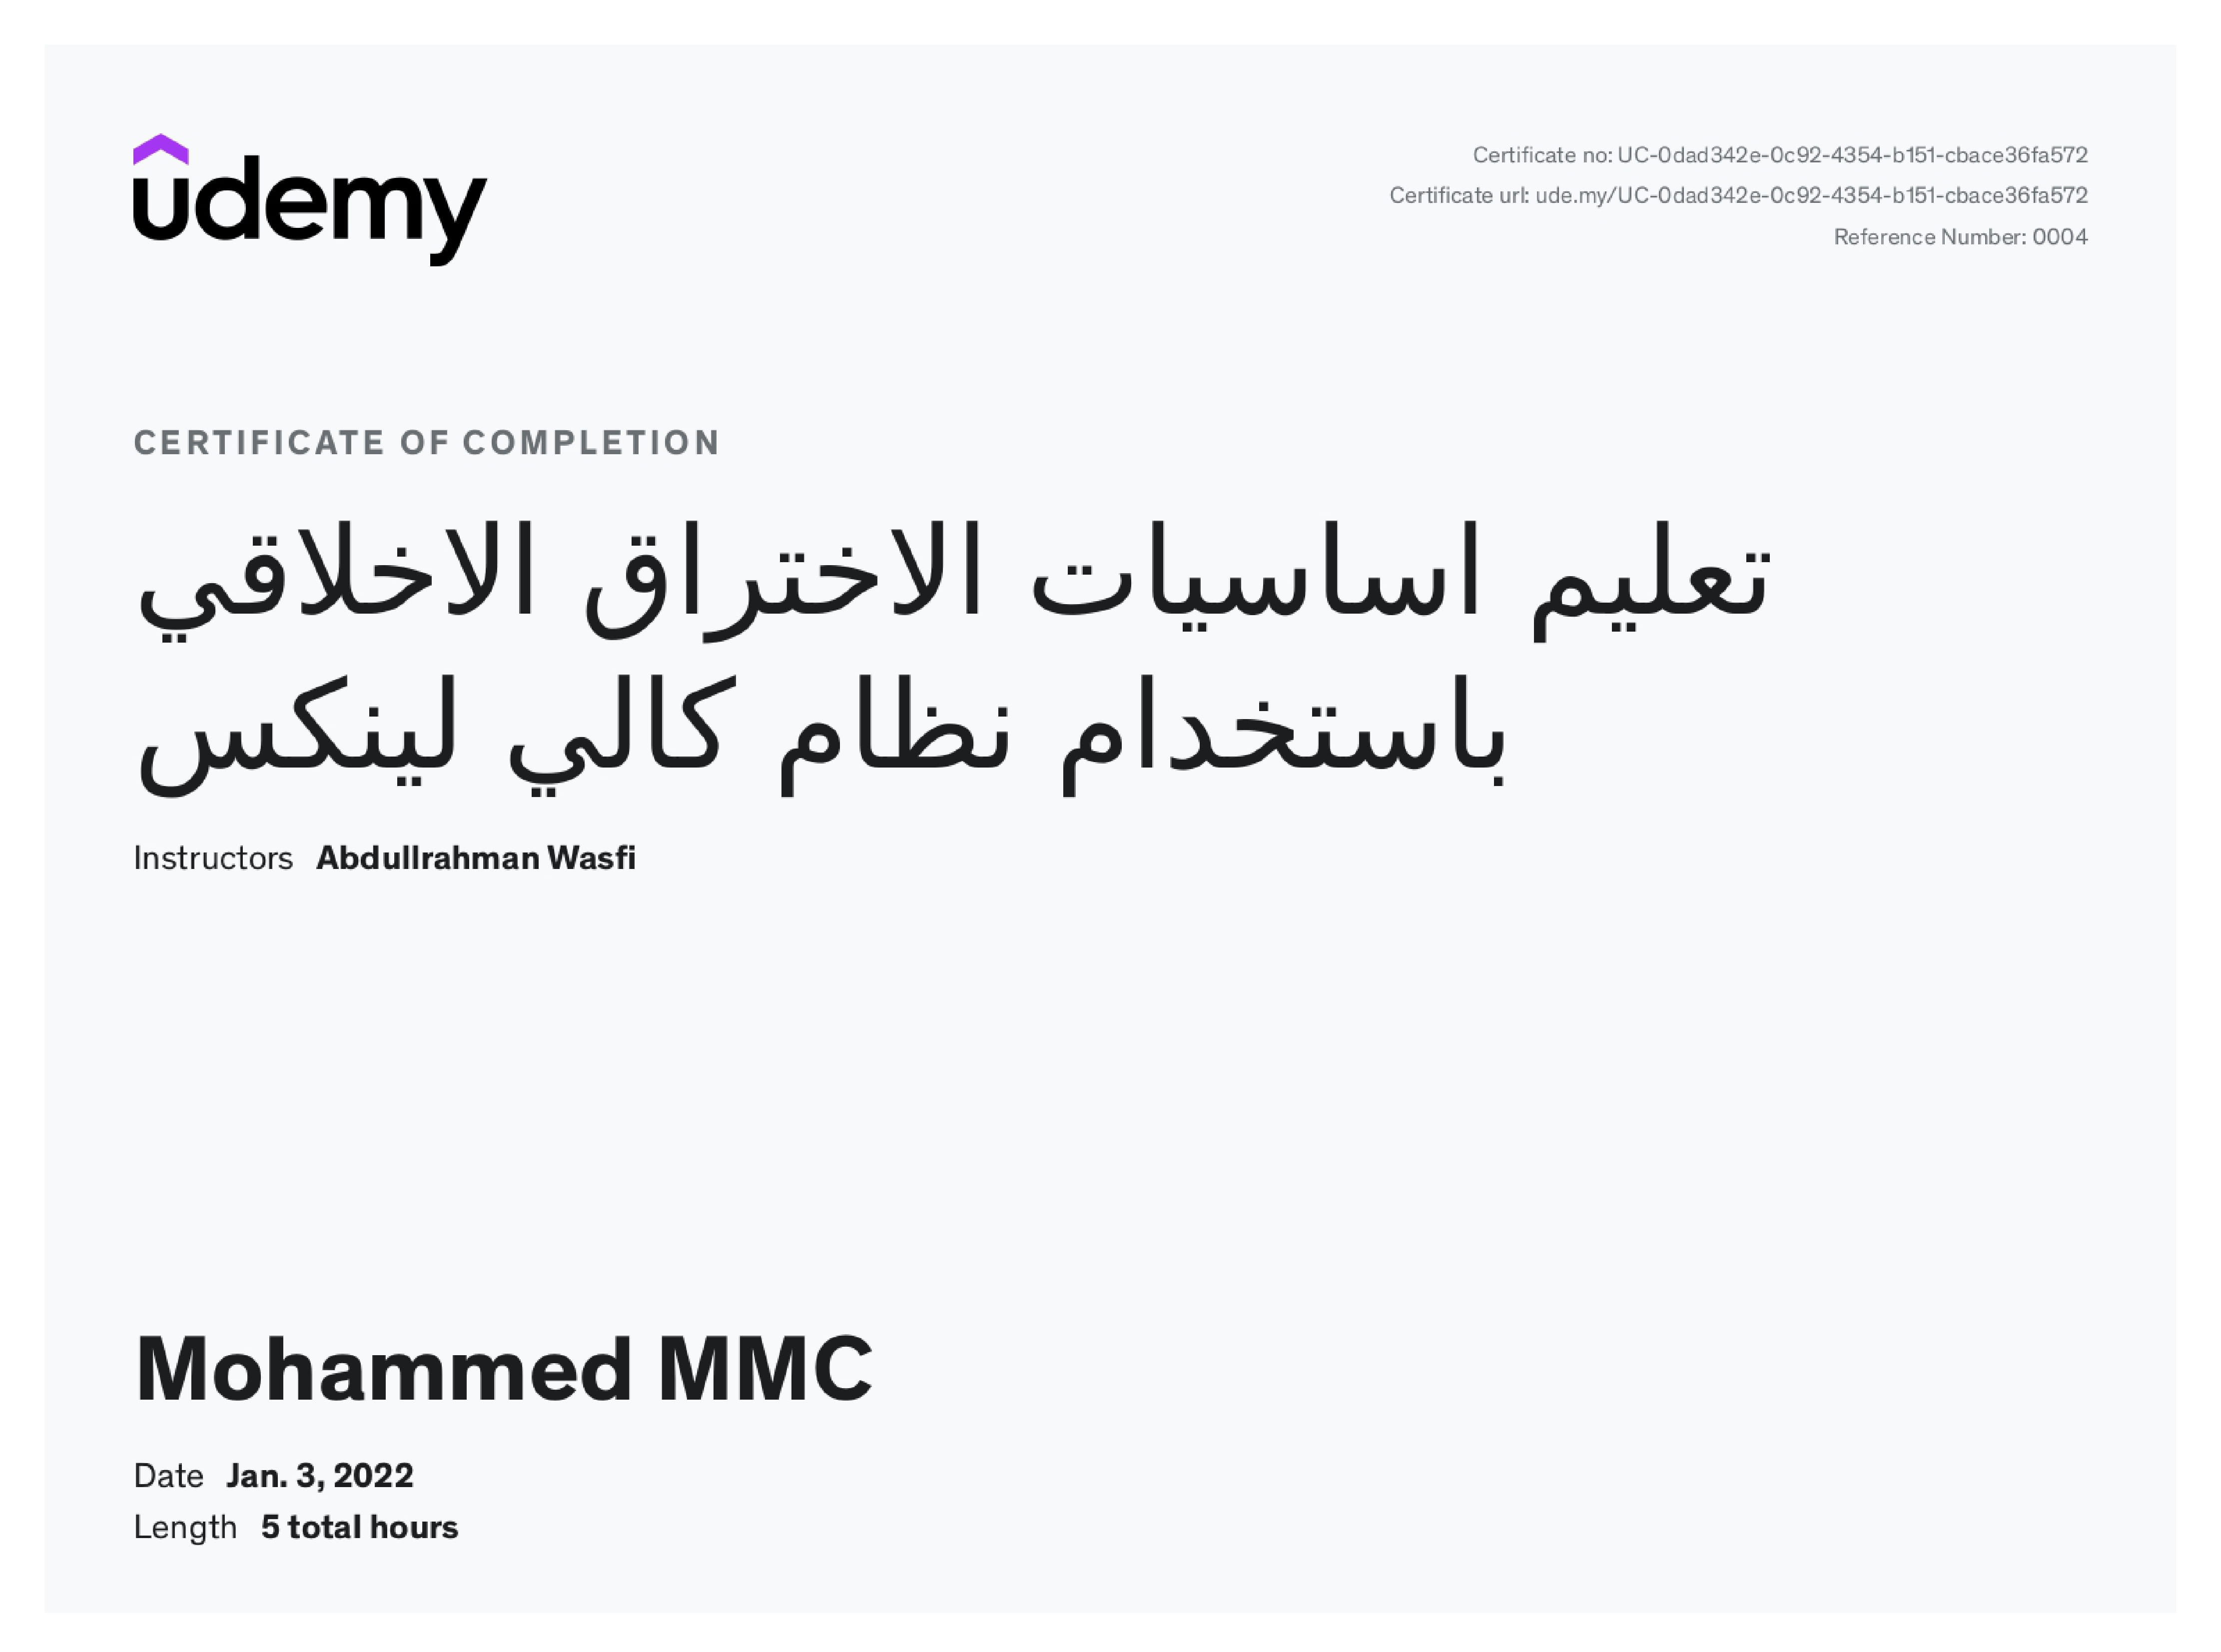 udemy
Certificate no: UC-0dad342e-0c92-4354-b151-cbace36fa572
Certificate url: ude.my/UC-0dad342e-0c92-4354-b151-cbace36fa572
Reference Number: 0004
CERTIFICATE OF COMPLETION
تعليم اساسيات الاختراق الاخلاقي
باستخدام نظام كالي لينكس
Instructors Abdullrahman Wasfi
Mohammed MMC
Date Jan. 3, 2022
Length 5 total hours